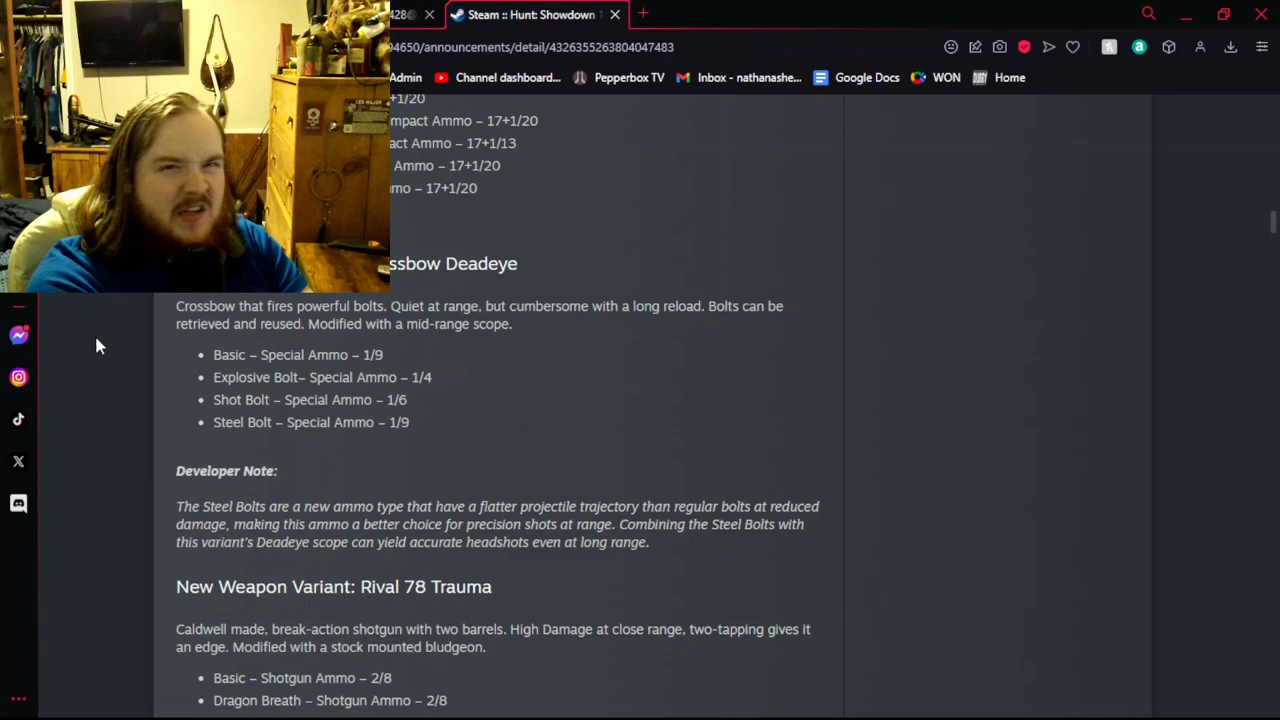 428@
Steam :: Hunt: Showdown 1
94650/announcements/detail/4326355263804047483
Admin
Channel dashboard...
Pepperbox TV
Inbox - nathanashe...
Google Docs
WON
Home
+1/20
mpact Ammo – 17+1/20
act Ammo – 17+1/13
Ammo – 17+1/20
mo – 17+1/20
ssbow Deadeye
Crossbow that fires powerful bolts. Quiet at range, but cumbersome with a long reload. Bolts can be
retrieved and reused. Modified with a mid-range scope.
• Basic – Special Ammo – 1/9
• Explosive Bolt– Special Ammo – 1/4
• Shot Bolt – Special Ammo – 1/6
• Steel Bolt – Special Ammo – 1/9
Developer Note:
The Steel Bolts are a new ammo type that have a flatter projectile trajectory than regular bolts at reduced
damage, making this ammo a better choice for precision shots at range. Combining the Steel Bolts with
this variant's Deadeye scope can yield accurate headshots even at long range.
New Weapon Variant: Rival 78 Trauma
Caldwell made, break-action shotgun with two barrels. High Damage at close range, two-tapping gives it
an edge. Modified with a stock mounted bludgeon.
• Basic – Shotgun Ammo – 2/8
• Dragon Breath – Shotgun Ammo – 2/8